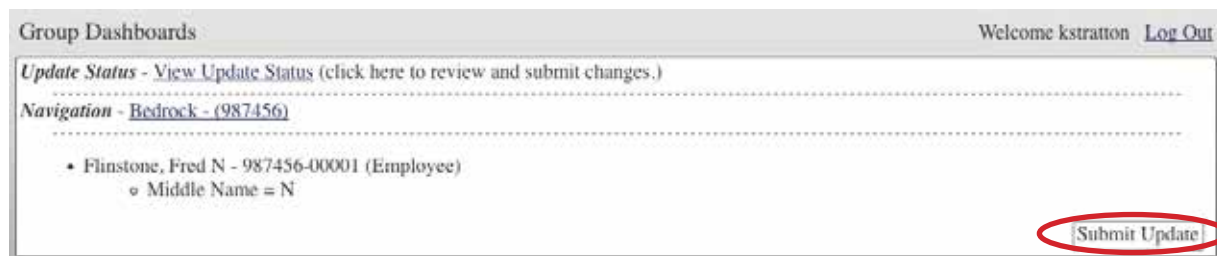 Group Dashboards Welcome kstratton Log Out
Update Status - View Update Status (click here to review and submit changes.)
Navigation - Bedrock - (987456)
• Flinstone, Fred N - 987456-00001 (Employee)
o Middle Name = N
Submit Update